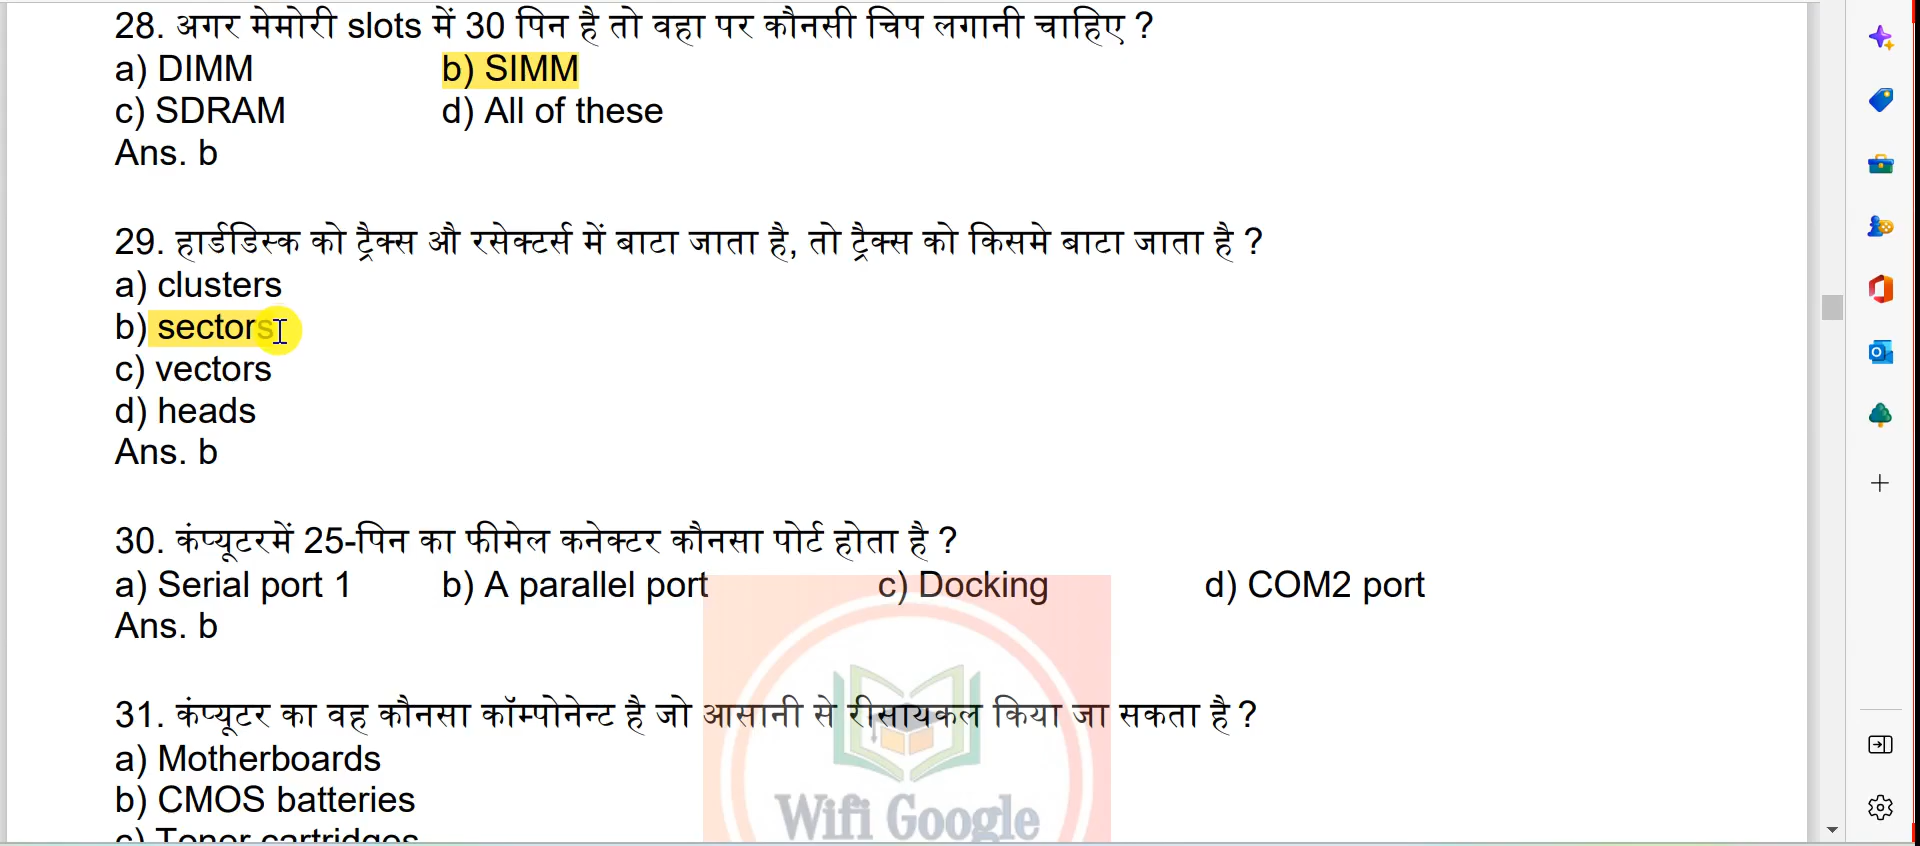 28. अगर मेमोरी slots में 30 पिन है तो वहा पर कौनसी चिप लगानी चाहिए ?
a) DIMM b) SIMM
c) SDRAM d) All of these
Ans. b
29. हार्डडिस्क को ट्रैक्स औ रसेक्टर्स में बाटा जाता है, तो ट्रैक्स को किसमे बाटा जाता है ?
a) clusters
b) sectors
c) vectors
d) heads
Ans. b
30. कंप्यूटरमें 25-पिन का फीमेल कनेक्टर कौनसा पोर्ट होता है ?
a) Serial port 1 b) A parallel port c) Docking d) COM2 port
Ans. b
31. कंप्यूटर का वह कौनसा कॉम्पोनेन्ट है जो आसानी से रीसायकल किया जा सकता है ?
a) Motherboards
b) CMOS batteries
c) Toner cartridges
Wifi Google